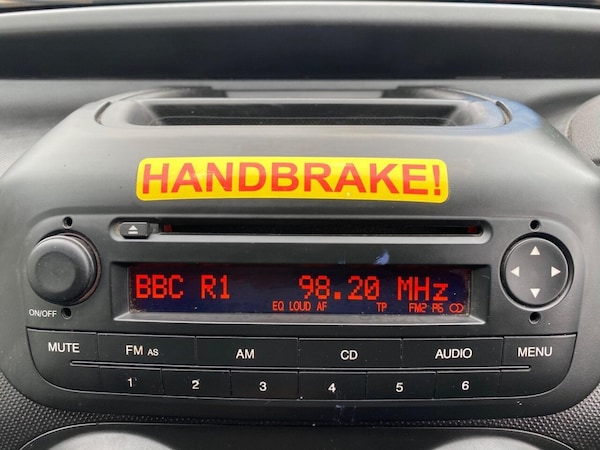 HANDBRAKE!
BBC R1 98.20 MHz
EQ LOUD AF TP FM2 P6
ON/OFF
MUTE FM AS AM CD AUDIO MENU
1 2 3 4 5 6